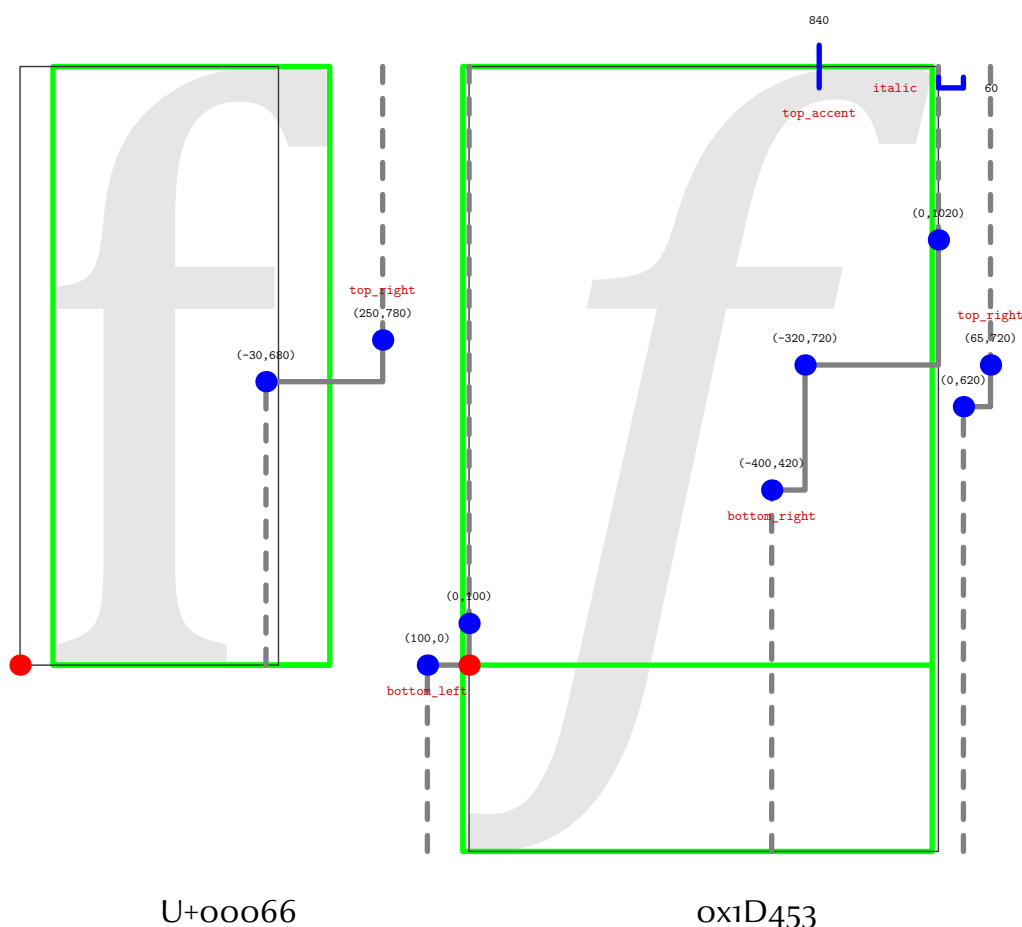 840
italic
60
top_accent
(0,1020)
top_right
(250,780)
top_right
(-320,720)
(65,720)
(-30,680)
(0,620)
(-400,420)
bottom_right
(0,100)
(100,0)
bottom_left
f
f
U+00066
0x1D453